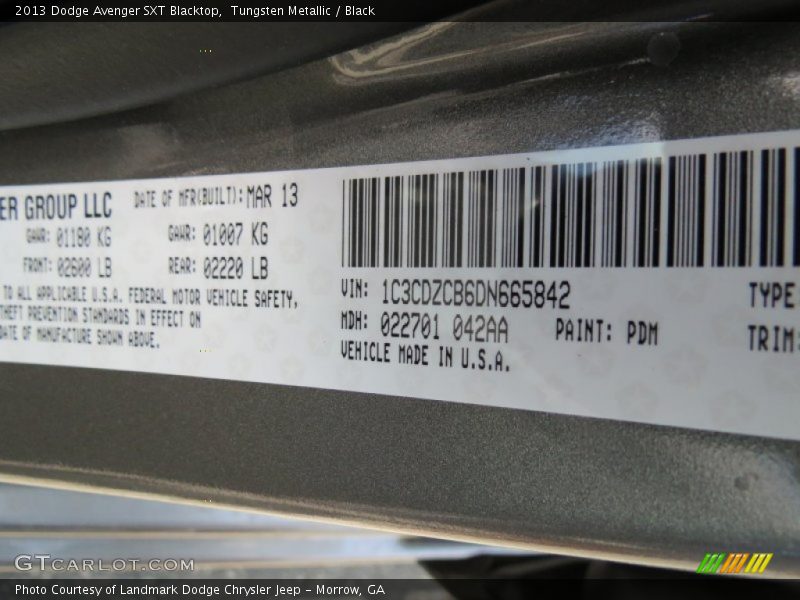 2013 Dodge Avenger SXT Blacktop,  Tungsten Metallic / Black
ER GROUP LLC
DATE OF MFR(BUILT): MAR 13
GAWR: 01180 KG
GAWR: 01007 KG
FRONT: 02600 LB
REAR: 02220 LB
TO ALL APPLICABLE U.S.A. FEDERAL MOTOR VEHICLE SAFETY,
THEFT PREVENTION STANDARDS IN EFFECT ON
DATE OF MANUFACTURE SHOWN ABOVE.
VIN: 1C3CDZCB6DN665842
TYPE
MDH: 022701 042AA
PAINT: PDM
TRIM:
VEHICLE MADE IN U.S.A.
GTCARLOT.COM
Photo Courtesy of Landmark Dodge Chrysler Jeep – Morrow, GA